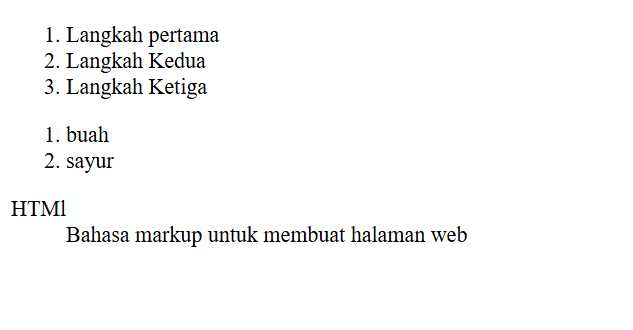 1. Langkah pertama
2. Langkah Kedua
3. Langkah Ketiga
1. buah
2. sayur
HTMl
Bahasa markup untuk membuat halaman web